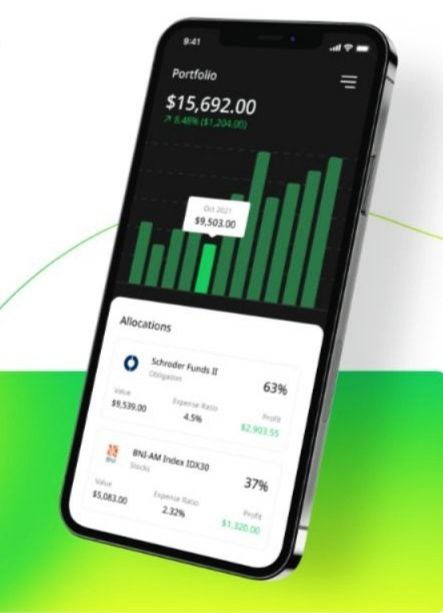 9:41
Portfolio
$15,692.00
↗ 8.48% ($1,204.00)
Oct 2021
$9,503.00
Allocations
Schroder Funds II
Obligation
63%
Value
Expense Ratio
Profit
$9,539.00
4.5%
$2,903.55
BNI
BNI-AM Index IDX30
Stocks
37%
Value
Expense Ratio
Profit
$5,083.00
2.32%
$1,320.00